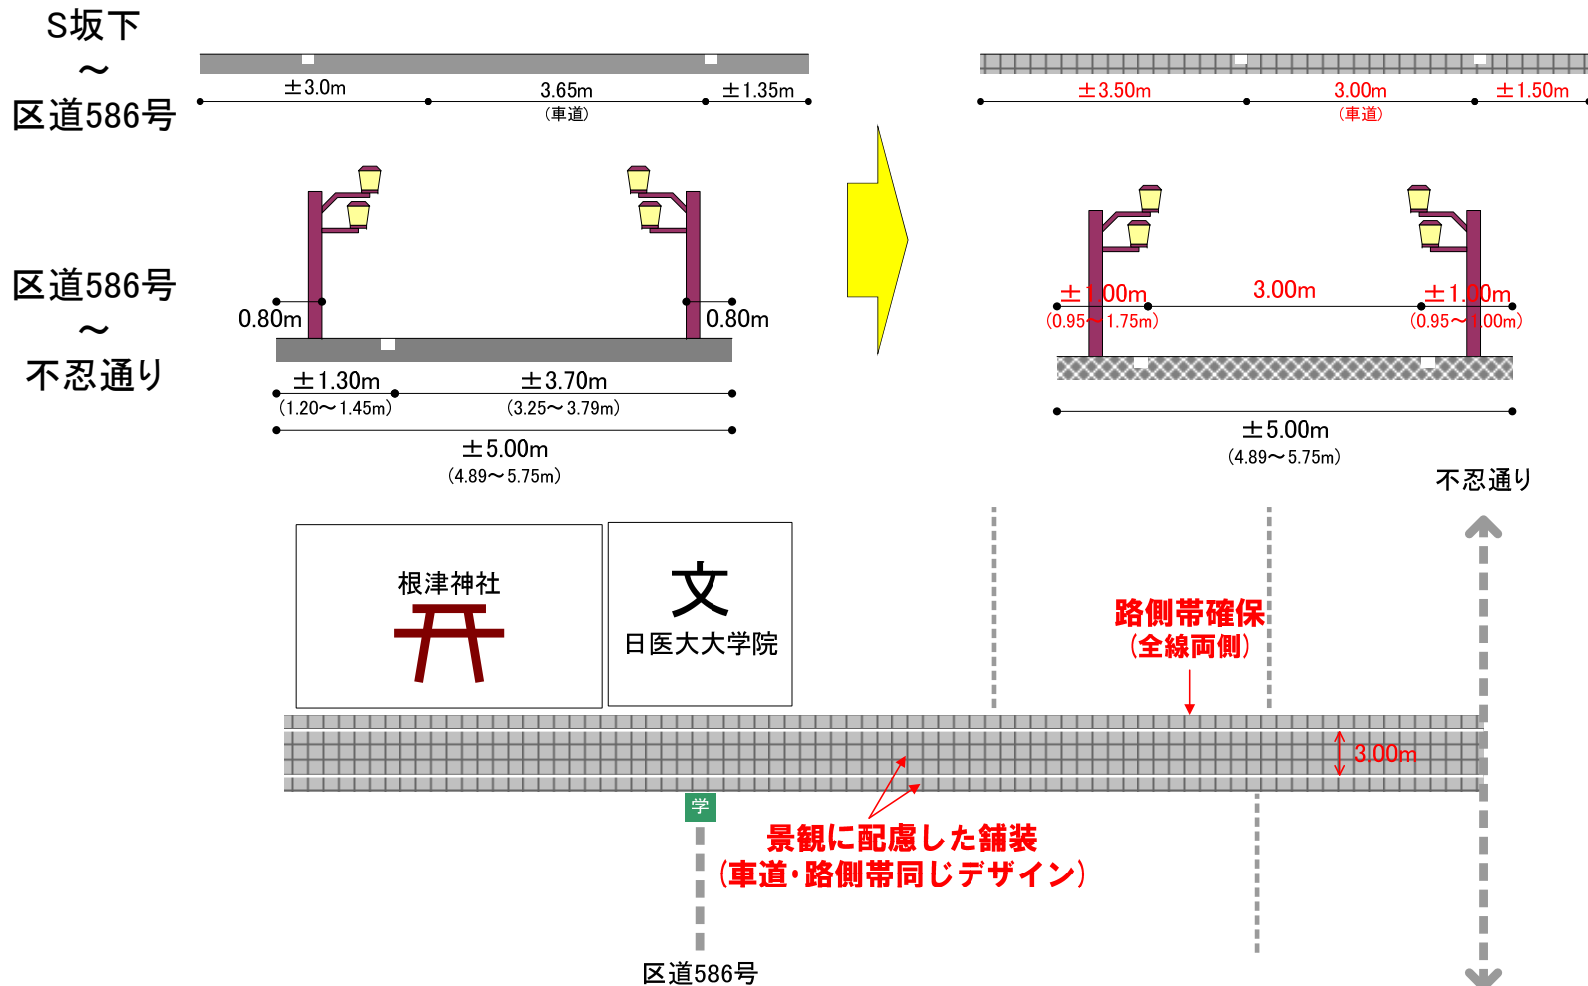 S坂下
～
区道586号
±3.0m
3.65m
(車道)
±1.35m
±3.50m
3.00m
(車道)
±1.50m
区道586号
～
不忍通り
0.80m
0.80m
±1.30m
(1.20～1.45m)
±3.70m
(3.25～3.79m)
±5.00m
(4.89～5.75m)
±1.00m
(0.95～1.75m)
3.00m
±1.00m
(0.95～1.00m)
±5.00m
(4.89～5.75m)
不忍通り
根津神社
文
日医大大学院
路側帯確保
(全線両側)
3.00m
学
景観に配慮した舗装
(車道・路側帯同じデザイン)
区道586号